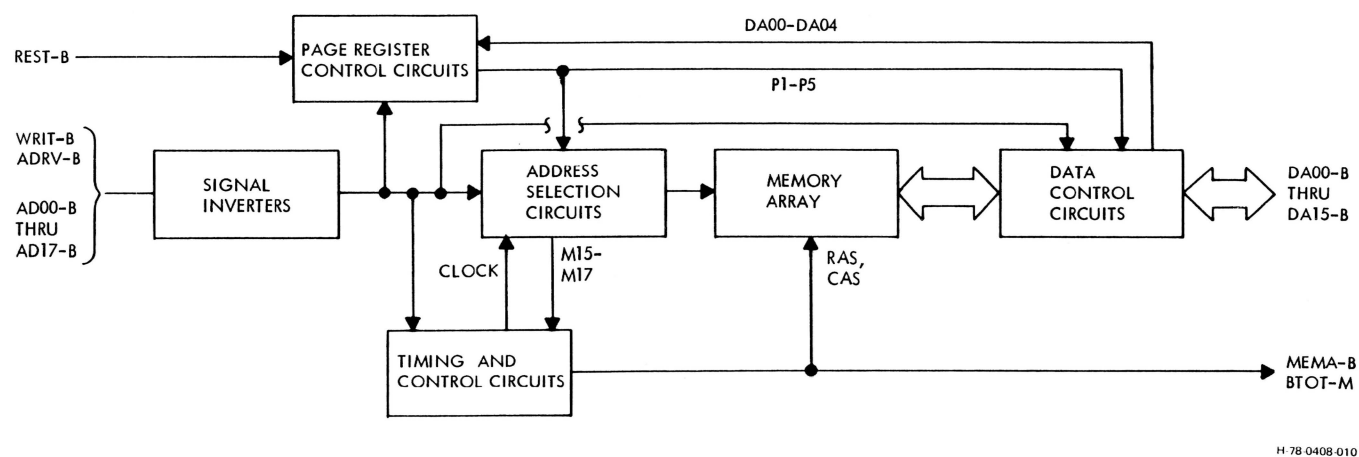 DA00-DA04
REST-B
PAGE REGISTER
CONTROL CIRCUITS
P1-P5
WRIT-B
ADRV-B
AD00-B
THRU
AD17-B
SIGNAL
INVERTERS
ADDRESS
SELECTION
CIRCUITS
MEMORY
ARRAY
DATA
CONTROL
CIRCUITS
DA00-B
THRU
DA15-B
CLOCK
M15-
M17
RAS,
CAS
TIMING AND
CONTROL CIRCUITS
MEMA-B
BTOT-M
H-78-0408-010